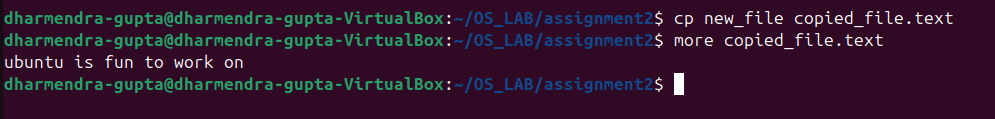 dharmendra-gupta@dharmendra-gupta-VirtualBox:~/OS_LAB/assignment2$ cp new_file copied_file.text
dharmendra-gupta@dharmendra-gupta-VirtualBox:~/OS_LAB/assignment2$ more copied_file.text
ubuntu is fun to work on
dharmendra-gupta@dharmendra-gupta-VirtualBox:~/OS_LAB/assignment2$